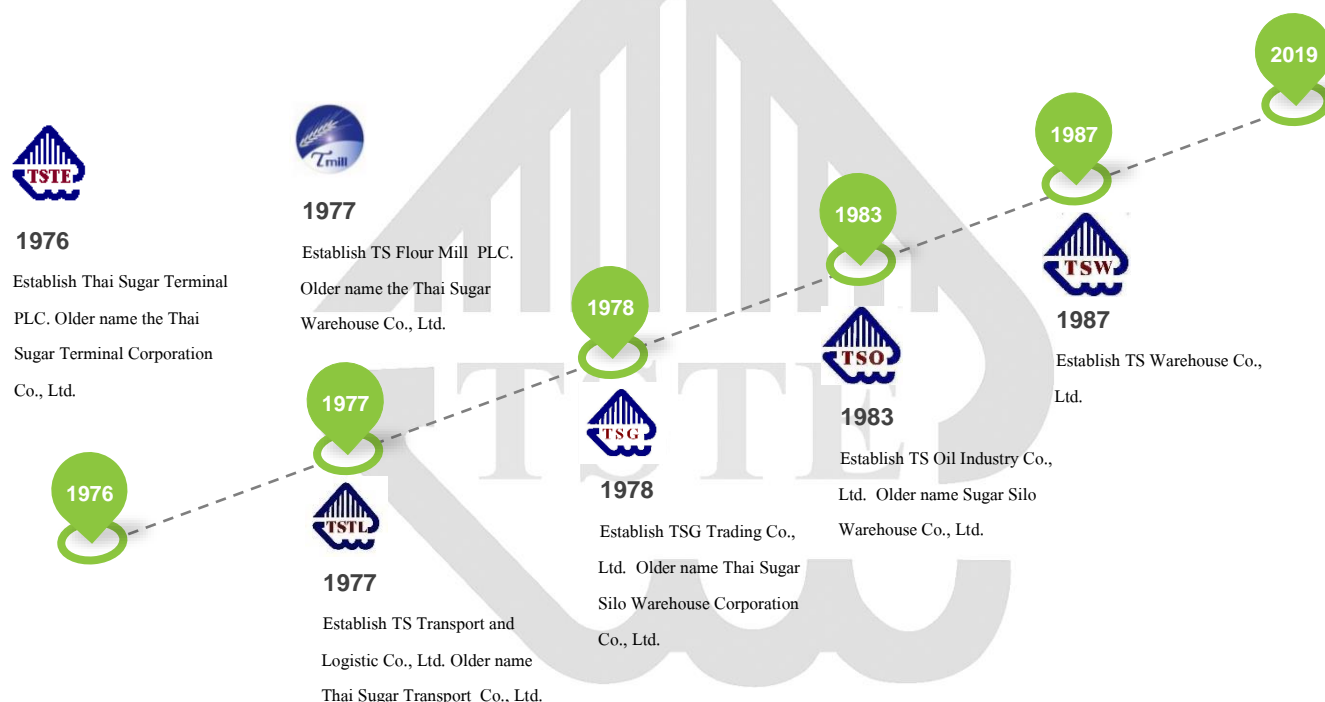 2019
1987
1983
1978
1977
1976
TSTE
1976
Establish Thai Sugar Terminal
PLC. Older name the Thai
Sugar Terminal Corporation
Co., Ltd.
Tmill
1977
Establish TS Flour Mill PLC.
Older name the Thai Sugar
Warehouse Co., Ltd.
TSTL
1977
Establish TS Transport and
Logistic Co., Ltd. Older name
Thai Sugar Transport Co., Ltd.
TSG
1978
Establish TSG Trading Co.,
Ltd. Older name Thai Sugar
Silo Warehouse Corporation
Co., Ltd.
TSO
1983
Establish TS Oil Industry Co.,
Ltd. Older name Sugar Silo
Warehouse Co., Ltd.
TSW
1987
Establish TS Warehouse Co.,
Ltd.
TSTE